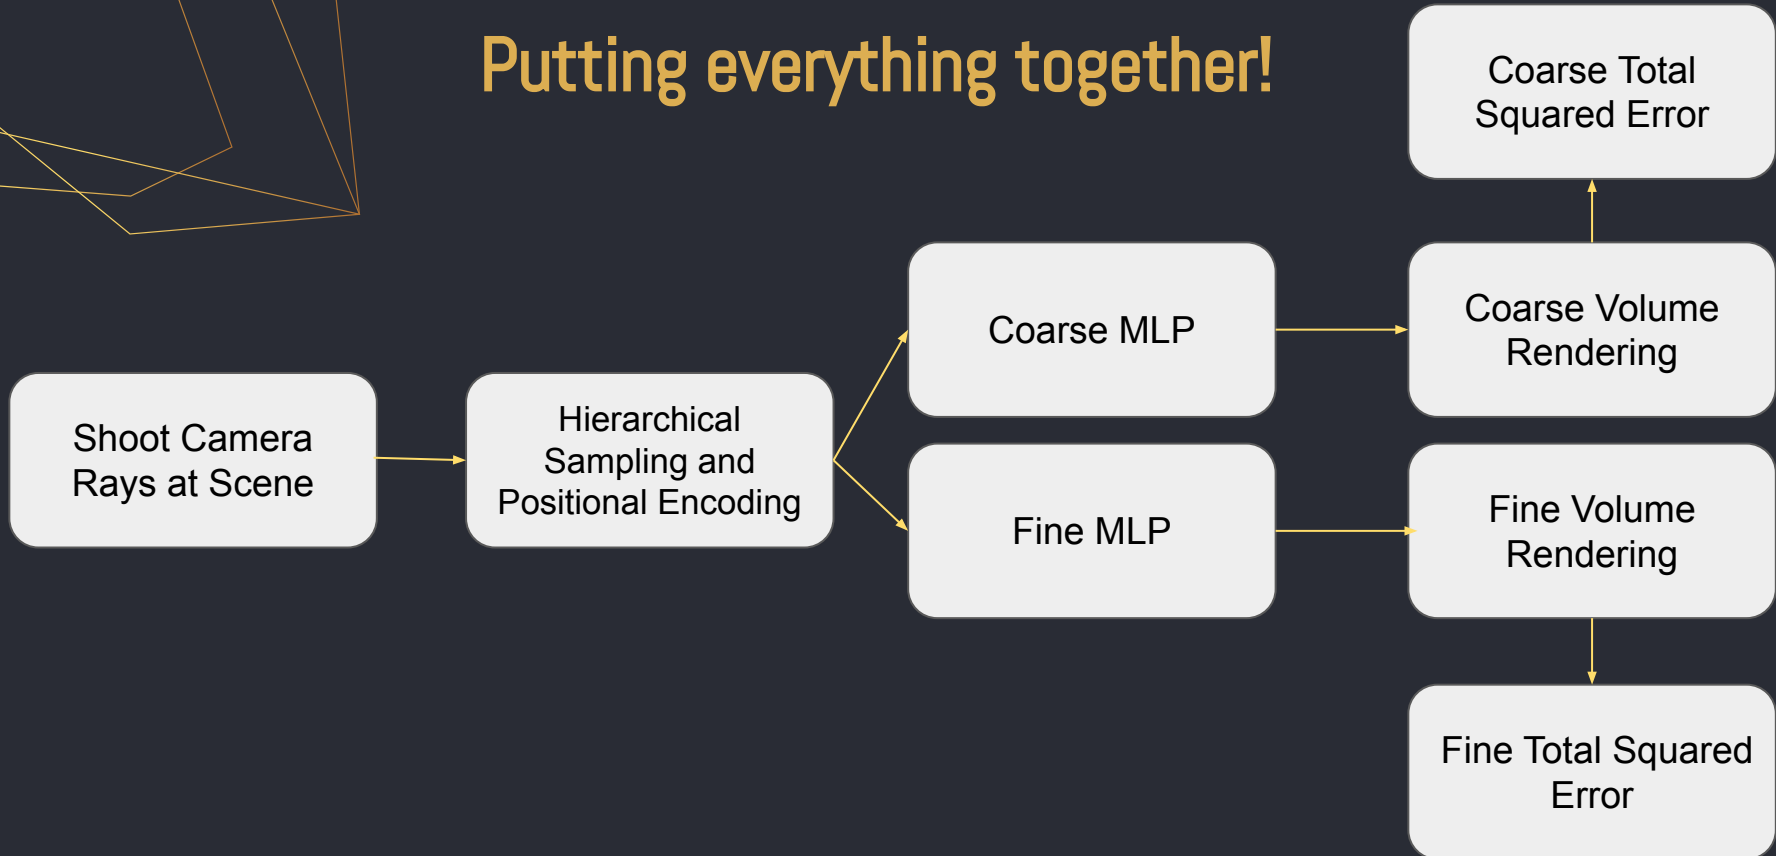 Putting everything together!
Coarse Total
Squared Error
Coarse MLP
Coarse Volume
Rendering
Shoot Camera
Rays at Scene
Hierarchical
Sampling and
Positional Encoding
Fine MLP
Fine Volume
Rendering
Fine Total Squared
Error